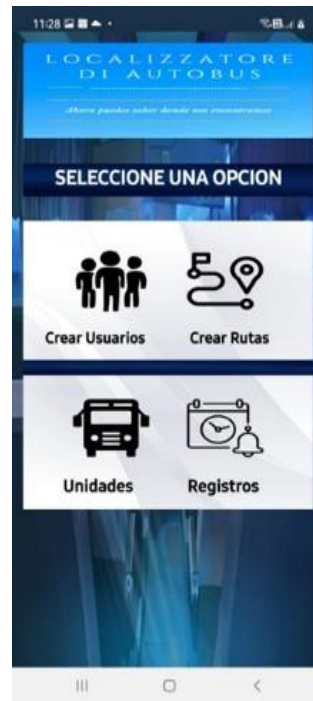 11:28
LOCALIZZATORE
DI AUTOBUS
Ahora puedes saber donde nos encontramos
SELECCIONE UNA OPCION
Crear Usuarios Crear Rutas
Unidades Registros